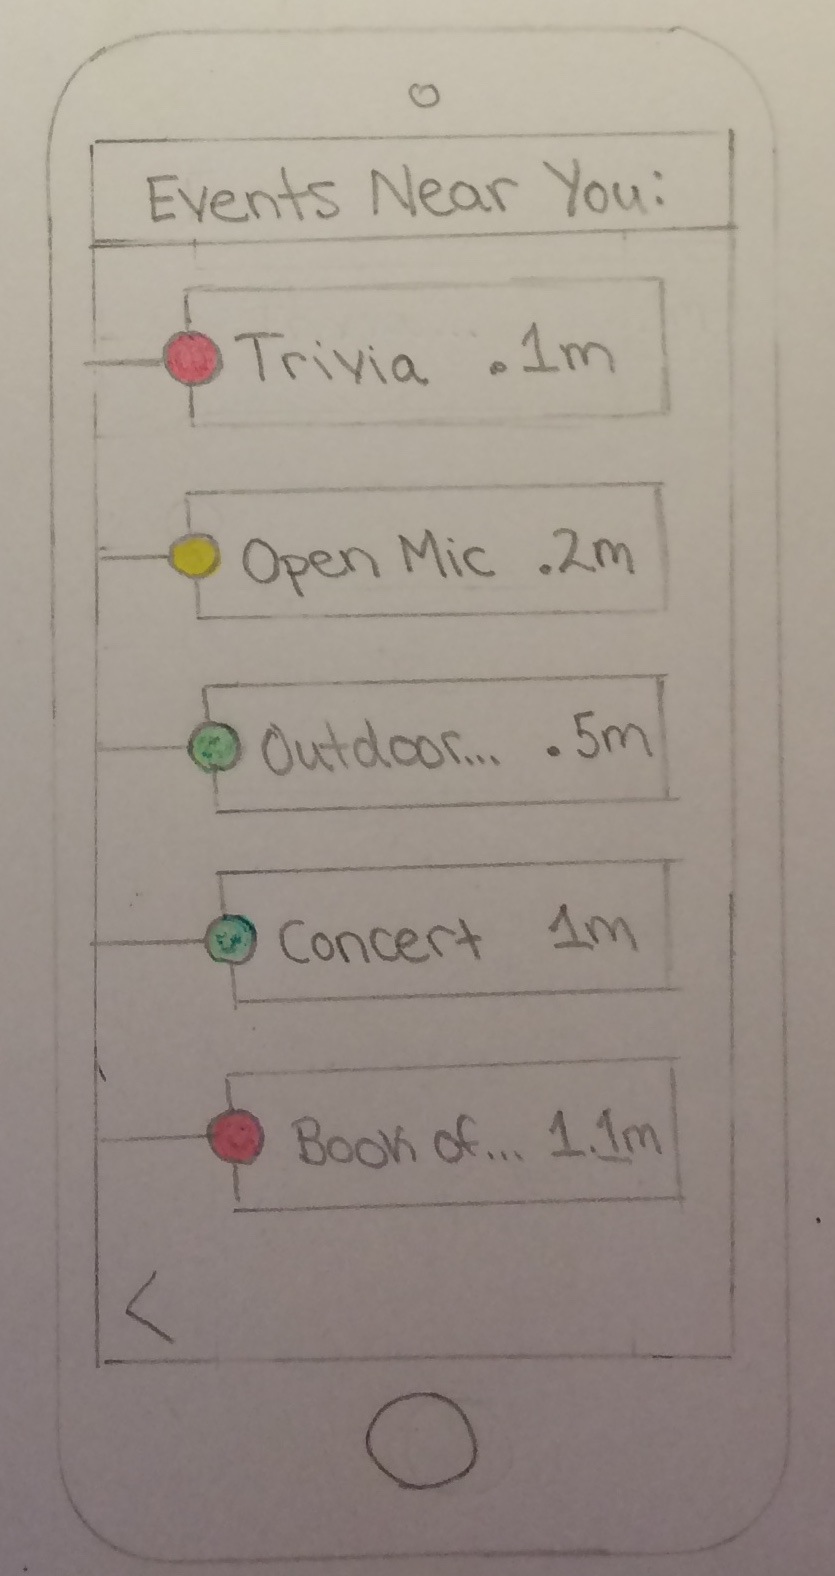 Events Near You:
Trivia .1m
Open Mic .2m
Outdoor... .5m
Concert 1m
Book of... 1.1m
<